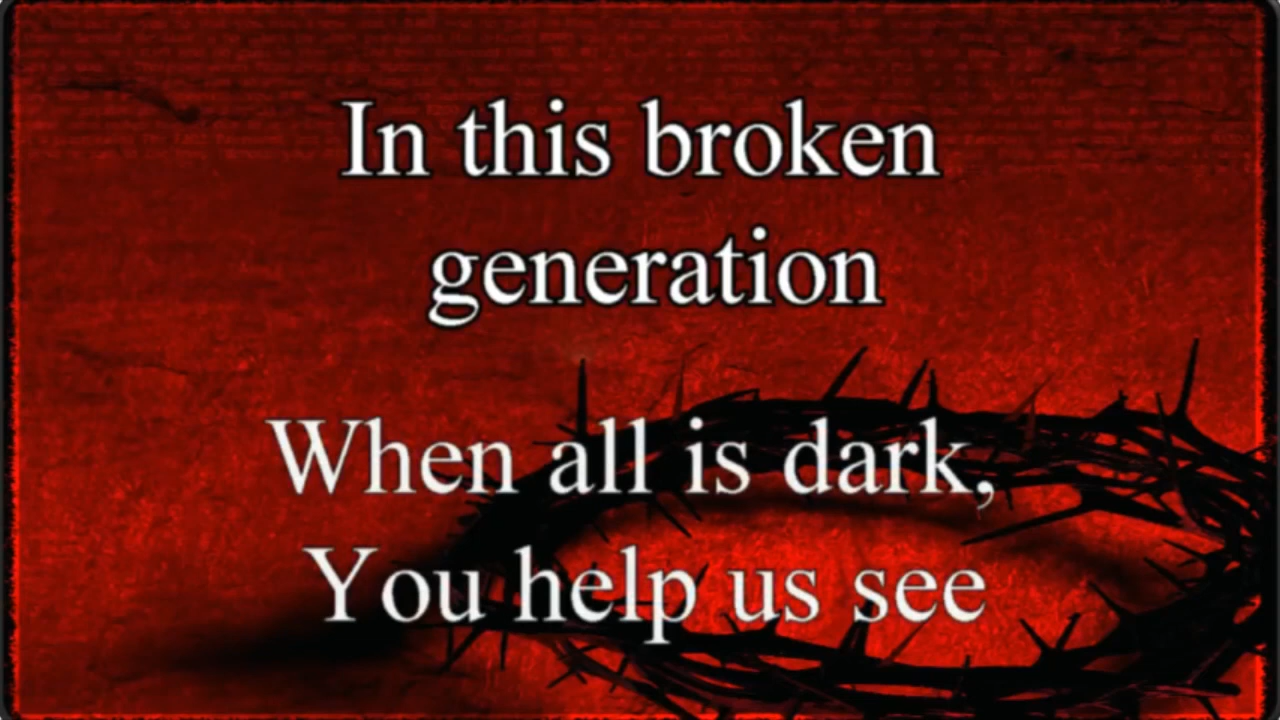 In this broken
generation
When all is dark,
You help us see